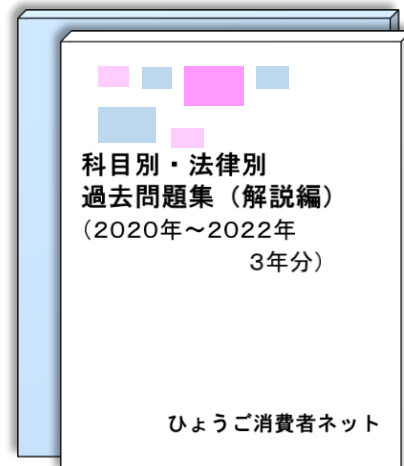 科目別・法律別
過去問題集（解説編）
（2020年～2022年
3年分）
ひょうご消費者ネット